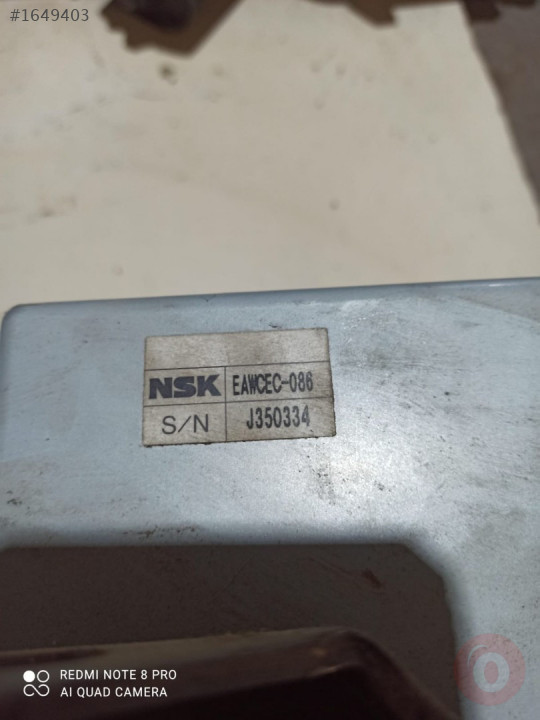 #1649403
NSK EAWCEC-086
S/N J350334
REDMI NOTE 8 PRO
AI QUAD CAMERA